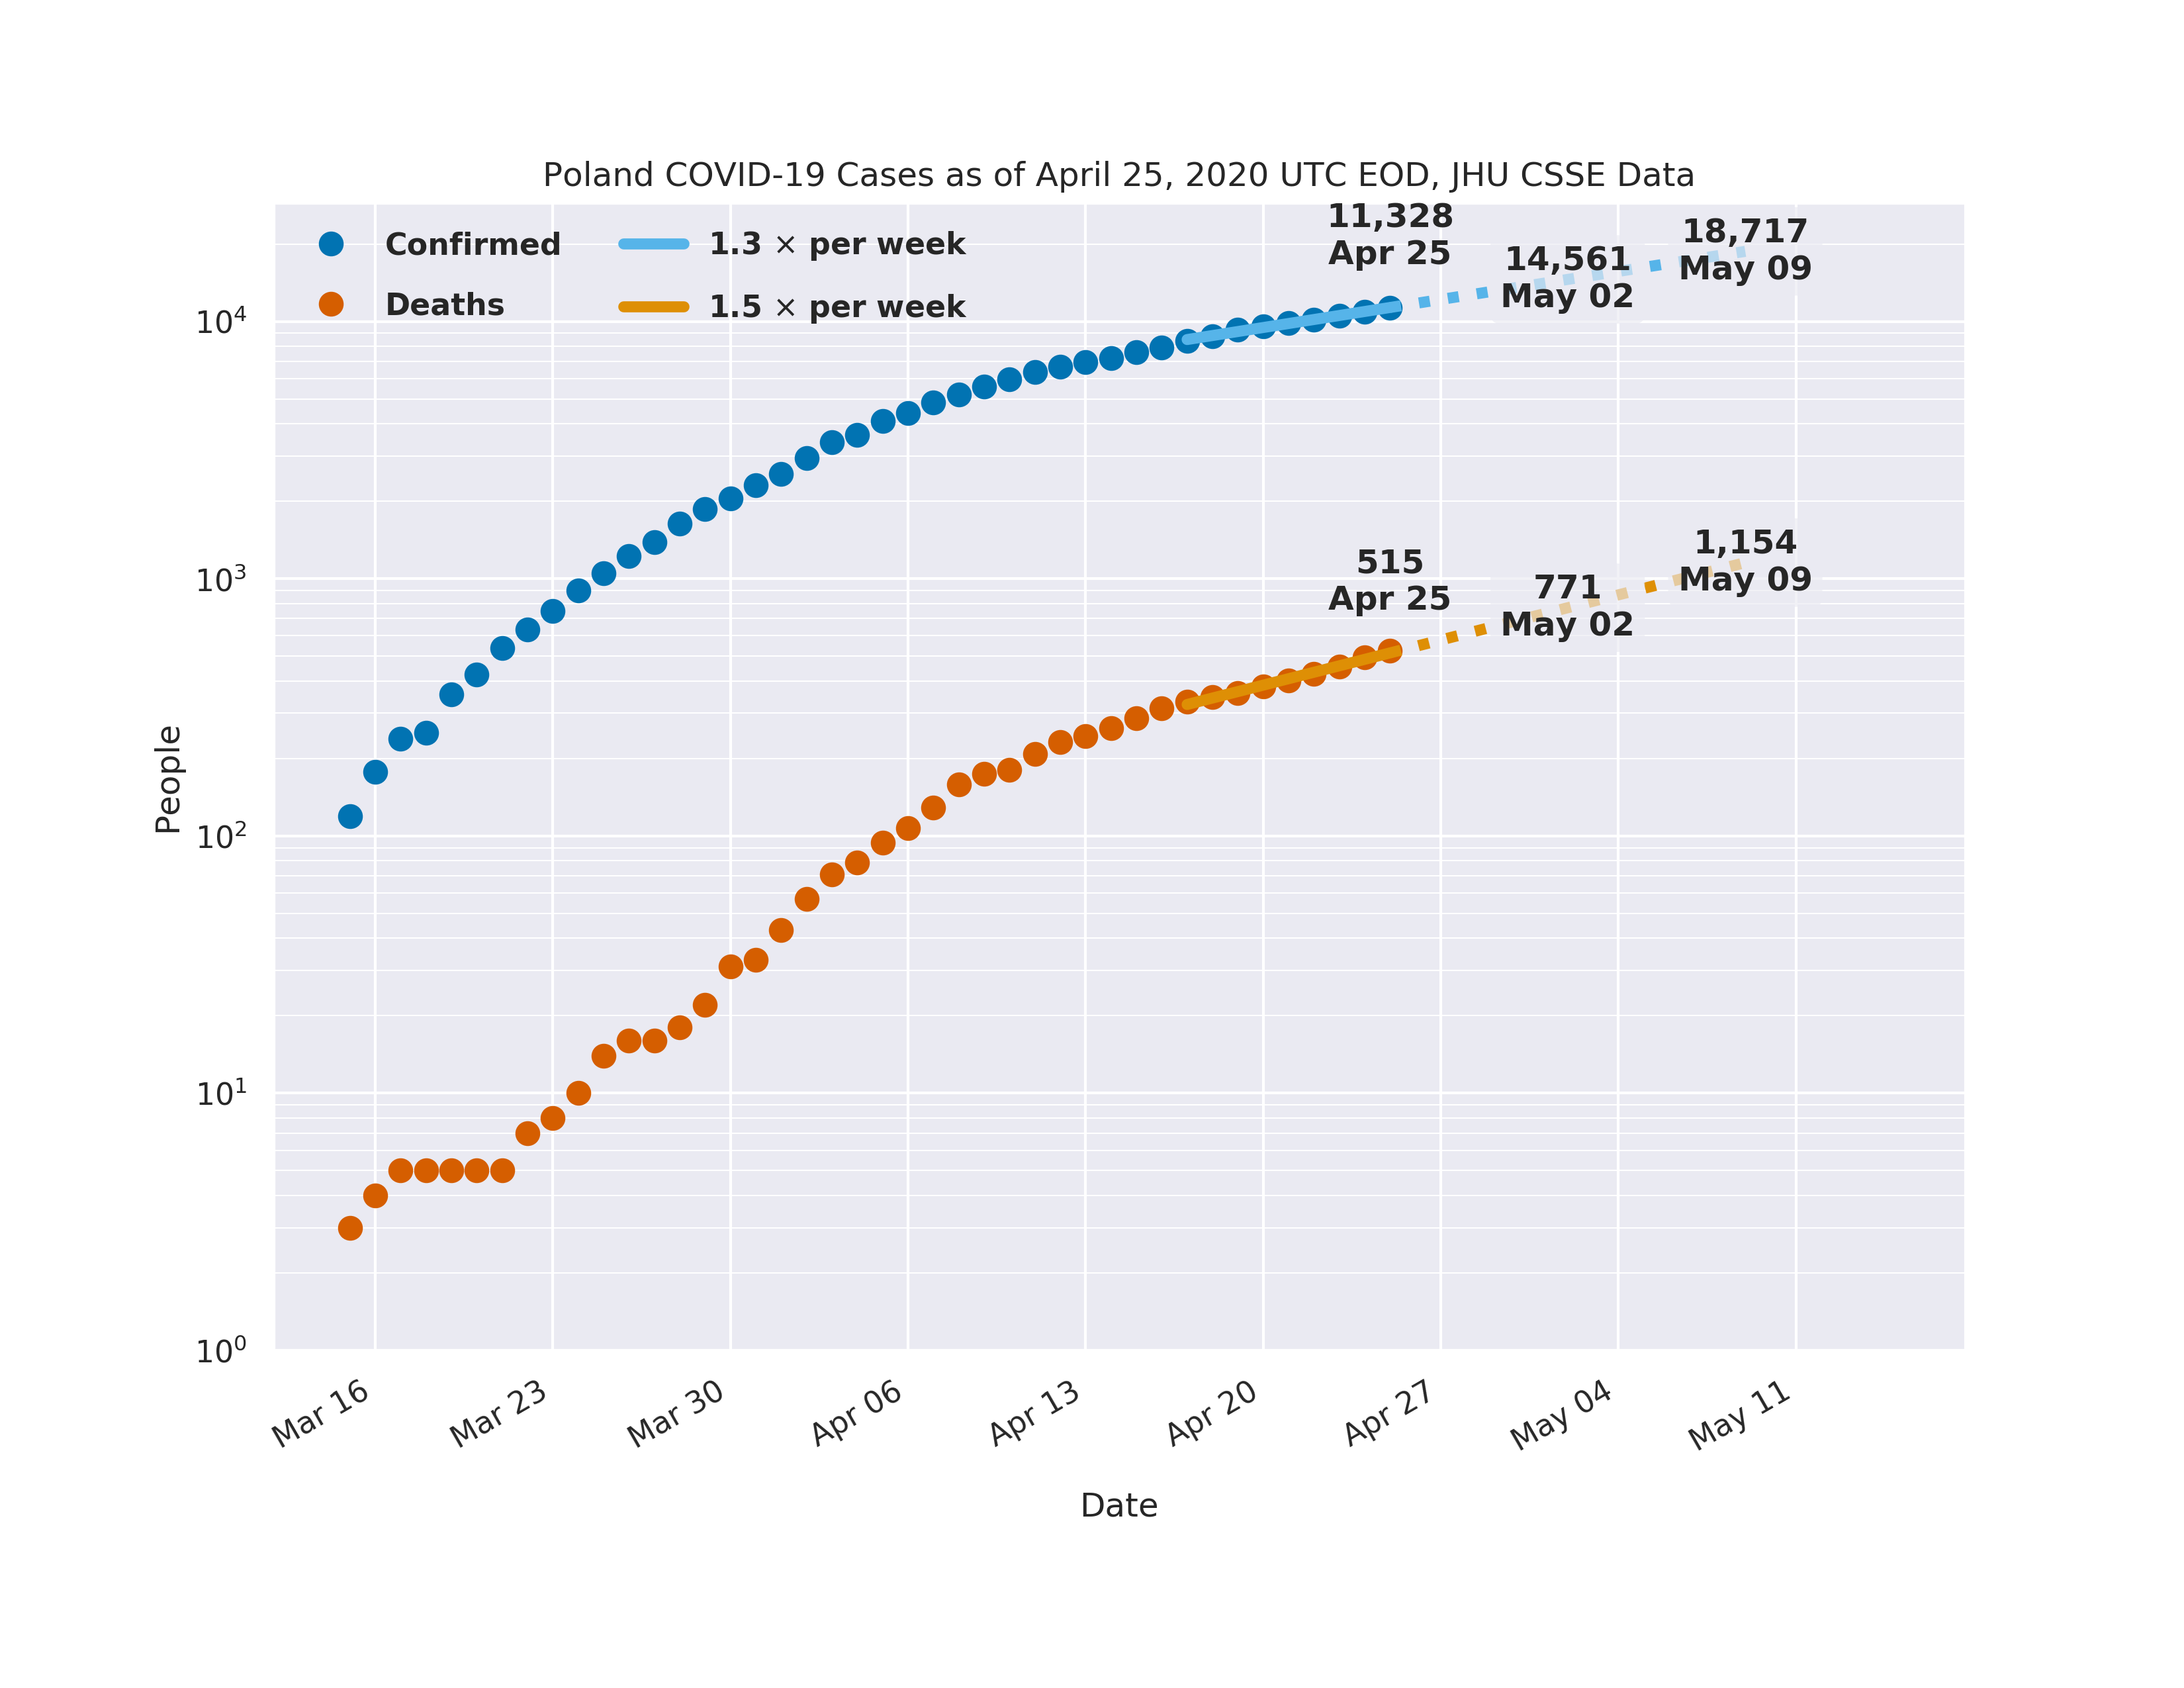 Poland COVID-19 Cases as of April 25, 2020 UTC EOD, JHU CSSE Data
Confirmed
Deaths
1.3 × per week
1.5 × per week
11,328
Apr 25
14,561
May 02
18,717
May 09
515
Apr 25
771
May 02
1,154
May 09
People
10⁴
10³
10²
10¹
10⁰
Mar 16
Mar 23
Mar 30
Apr 06
Apr 13
Apr 20
Apr 27
May 04
May 11
Date